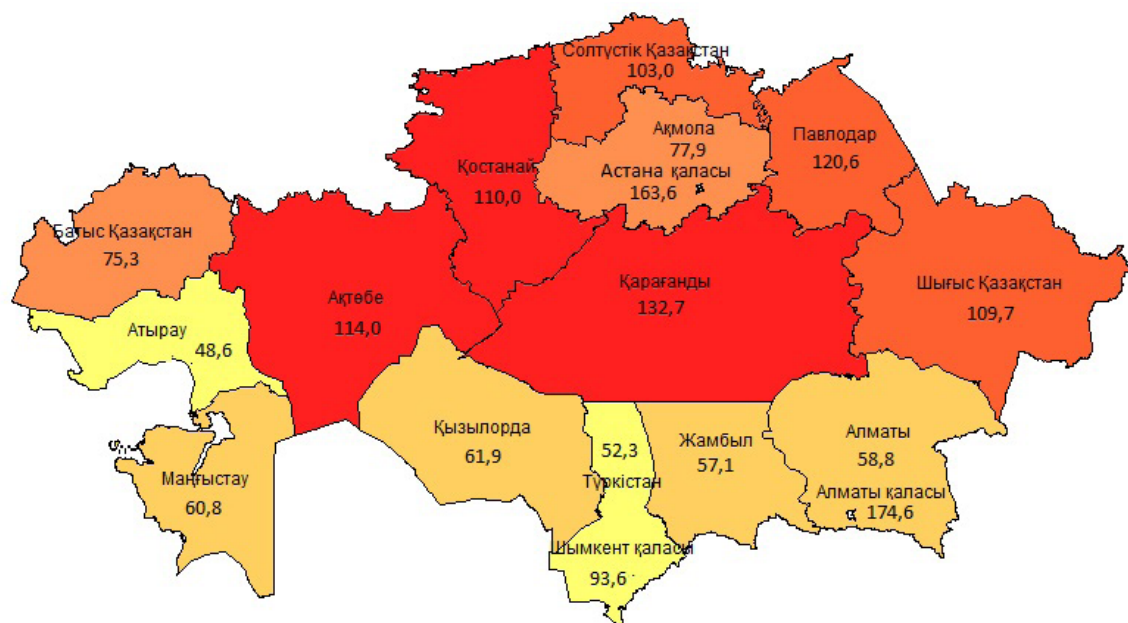 Солтүстік Қазақстан
103,0
Ақмола
77,9
Астана қаласы
163,6
Павлодар
120,6
Қостанай
110,0
Батыс Қазақстан
75,3
Ақтөбе
114,0
Қарағанды
132,7
Шығыс Қазақстан
109,7
Атырау
48,6
Маңғыстау
60,8
Қызылорда
61,9
52,3
Түркістан
Шымкент қаласы
93,6
Жамбыл
57,1
Алматы
58,8
Алматы қаласы
174,6